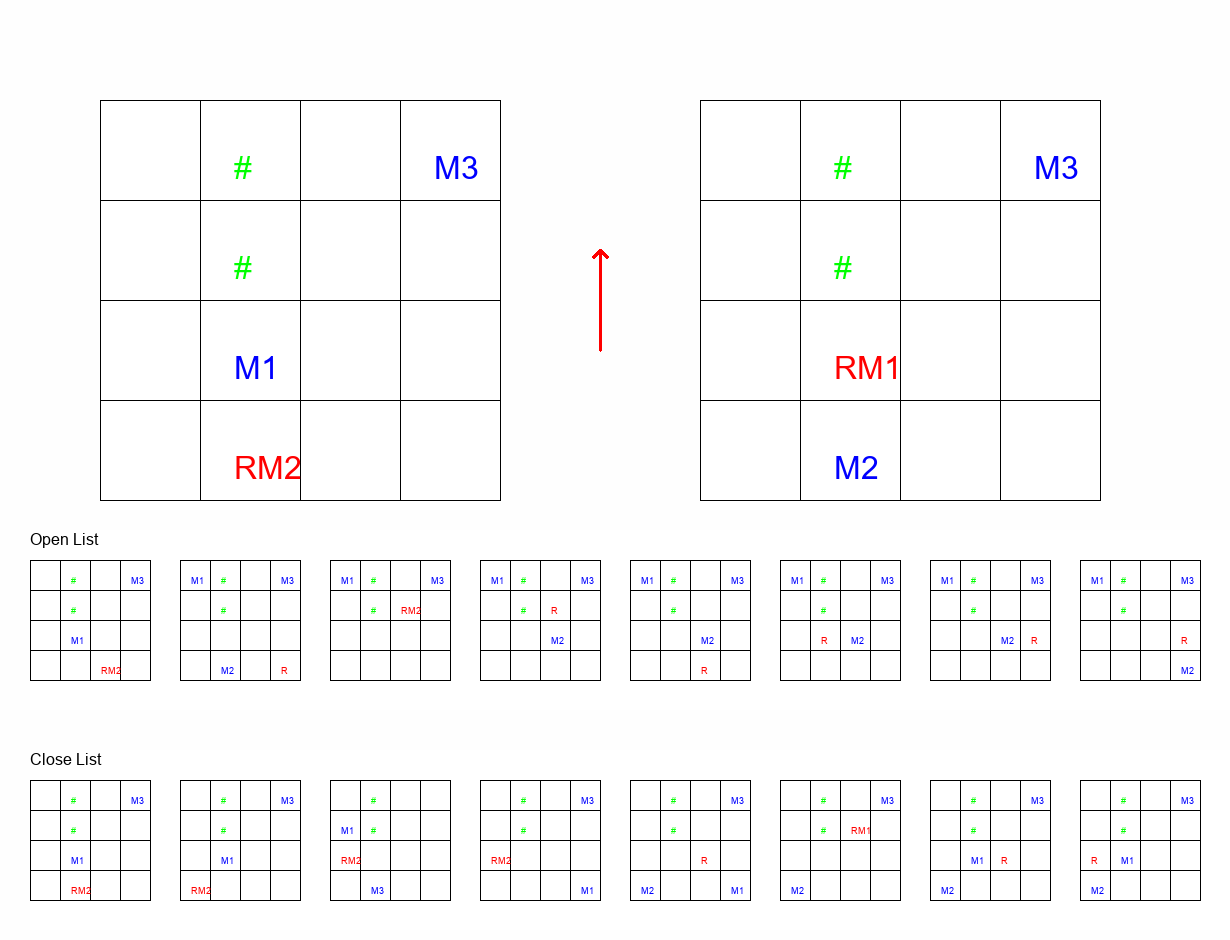 # M3 # M3
# #
M1 RM1
RM2 M2
Open List
# M3 M1 # M3 M1 # M3 M1 # M3 M1 # M3 M1 # M3 M1 # M3 M1 # M3
# # # RM2 # R # # # #
M1 M2 M2 R M2 M2 R R
RM2 M2 R R M2
Close List
# M3 # M3 # # M3 # M3 # M3 # M3 # M3
# # M1 # # # # RM1 # #
M1 M1 RM2 RM2 R M1 R R M1
RM2 RM2 M3 M1 M2 M1 M2 M2 M2